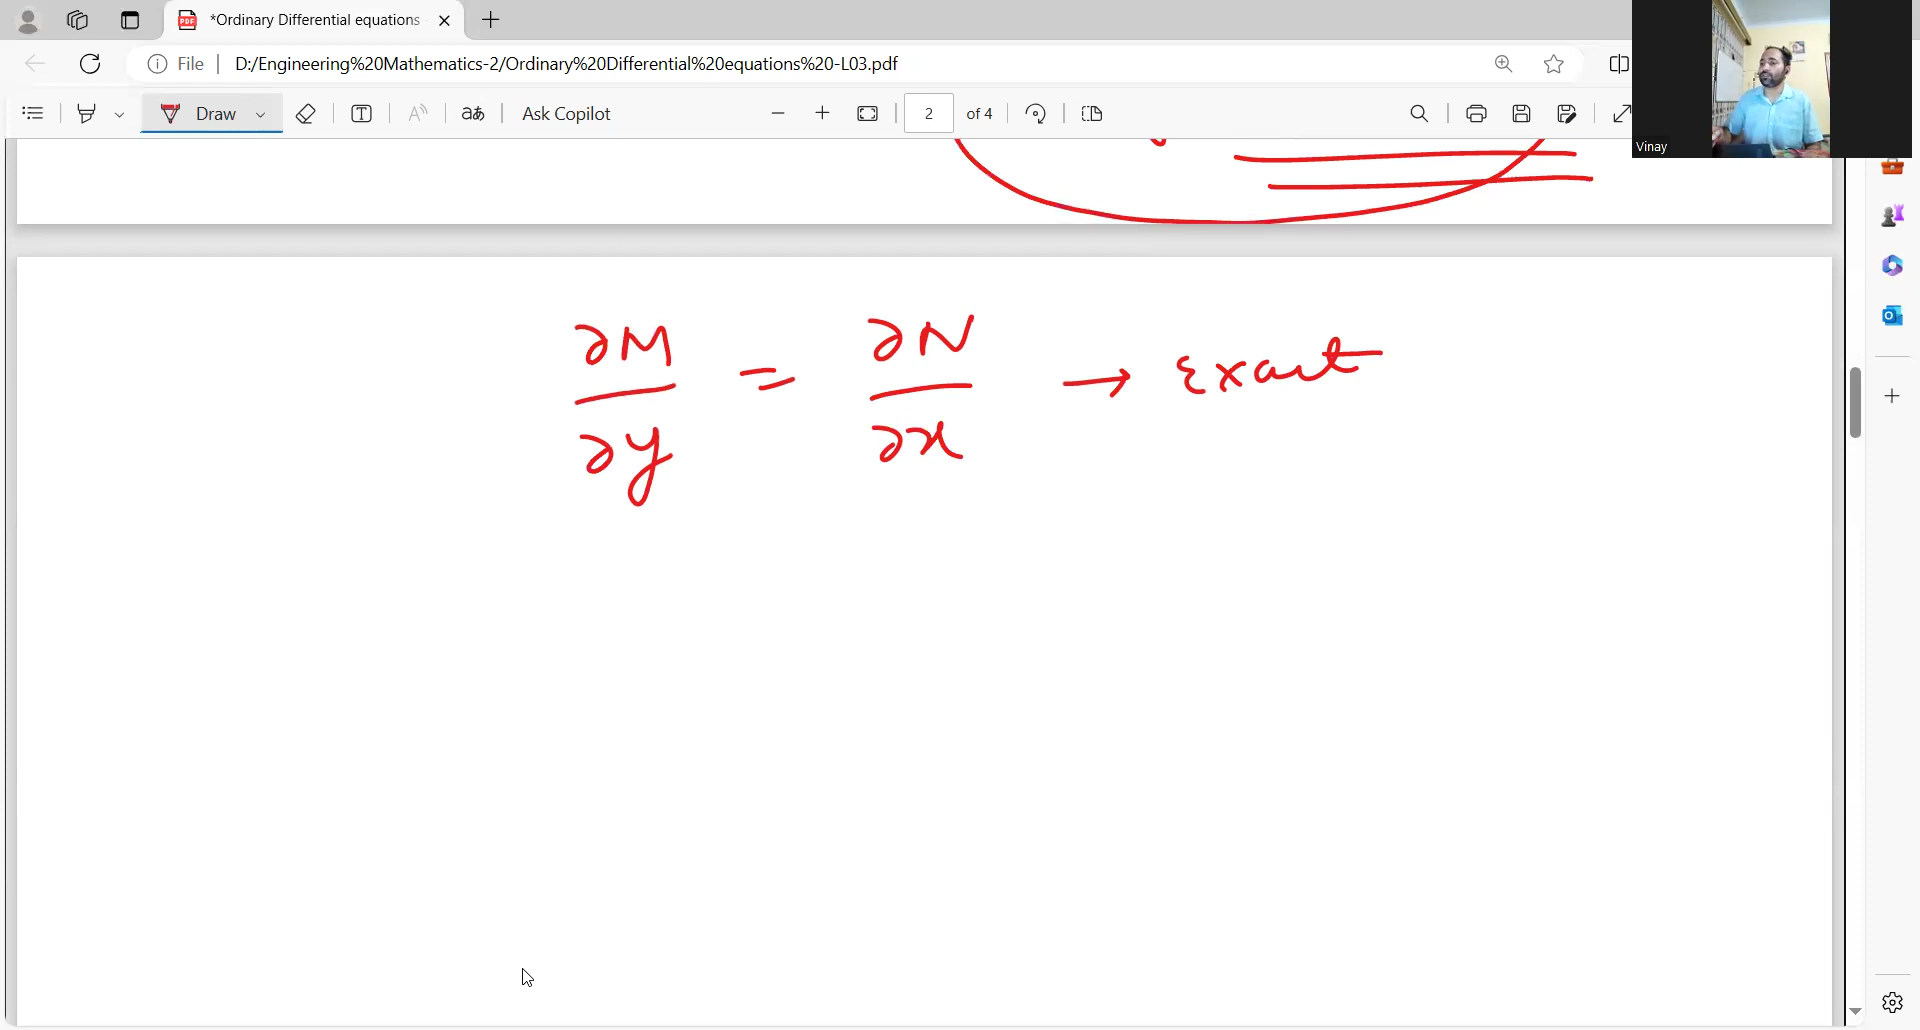 *Ordinary Differential equations
File
D:/Engineering%20Mathematics-2/Ordinary%20Differential%20equations%20-L03.pdf
Draw
Ask Copilot
2 of 4
Vinay
∂M/∂y = ∂N/∂x → Exact